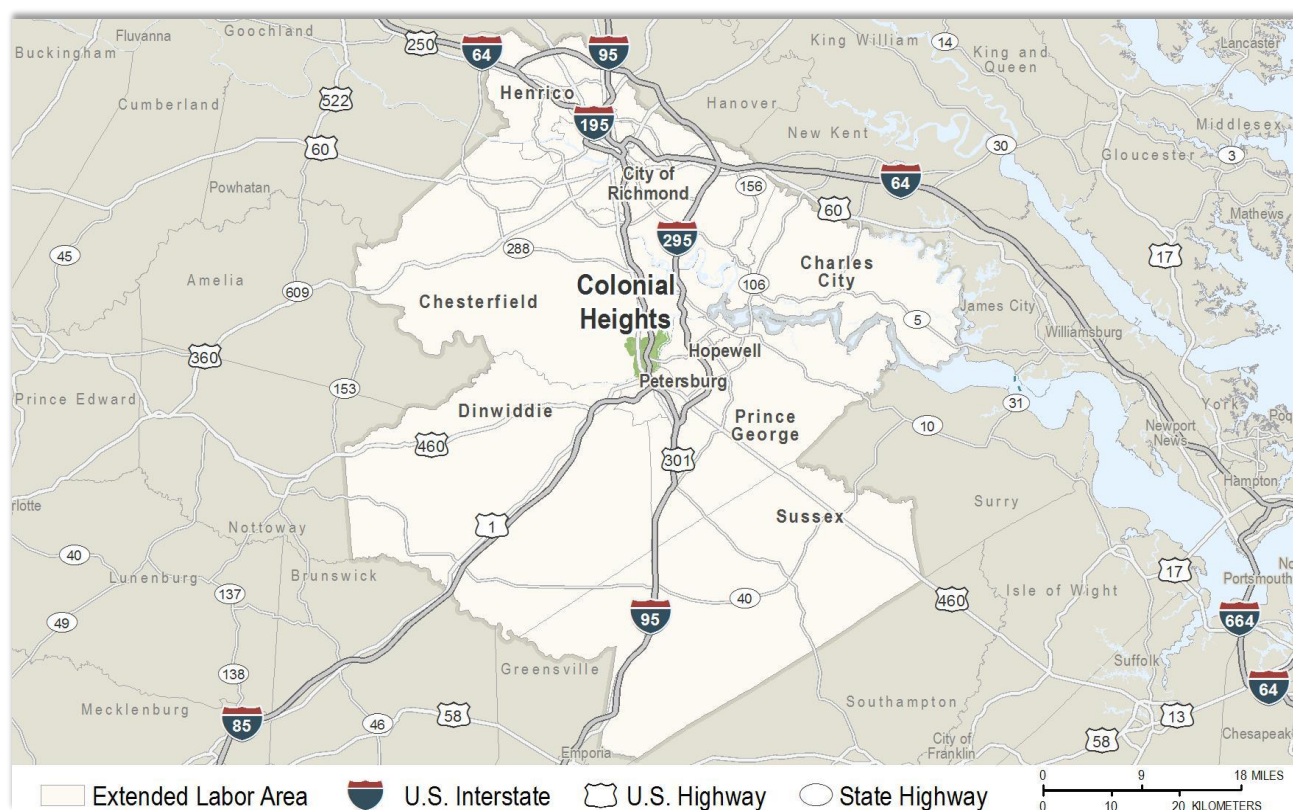 Fluvanna
Goochland
Buckingham
250
64
95
King William
14
King and
Queen
Lancaster
Cumberland
522
Henrico
195
Hanover
Middlesex
60
New Kent
30
Gloucester
3
Powhatan
City of
Richmond
156
64
60
Mathews
45
Amelia
288
295
Charles
City
17
609
Chesterfield
Colonial
Heights
106
5
James City
Williamsburg
360
153
Hopewell
Petersburg
Prince Edward
Dinwiddie
Prince
George
31
York
10
Newport
News
460
301
Hampton
Surry
Nottoway
1
Sussex
40
Lunenburg
Brunswick
137
40
460
17
Portsmouth
Isle of Wight
49
95
664
138
Greensville
Suffolk
64
Mecklenburg
85
46
58
Southampton
13
City of
Franklin
58
Chesapeake
Emporia
Extended Labor Area
U.S. Interstate
U.S. Highway
State Highway
0 9 18 MILES
0 10 20 KILOMETERS